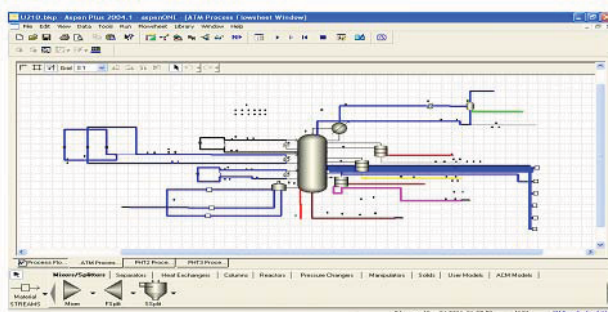 U210.bkp - Aspen Plus 2004.1 - aspenONE - [ATM Process Flowsheet Window]
File Edit View Data Tools Run Flowsheet Library Window Help
ATM Proces... PHT2 Proce... PHT3 Proce...
Mixers/Splitters Separators Heat Exchangers Columns Reactors Pressure Changers Manipulators Solids User Models ACM Models
Material
STREAMS Mixer FSplit SSplit